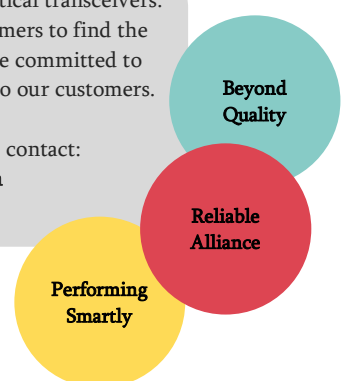 tical transceivers.
mers to find the
e committed to
o our customers.
contact:
Beyond
Quality
Reliable
Alliance
Performing
Smartly